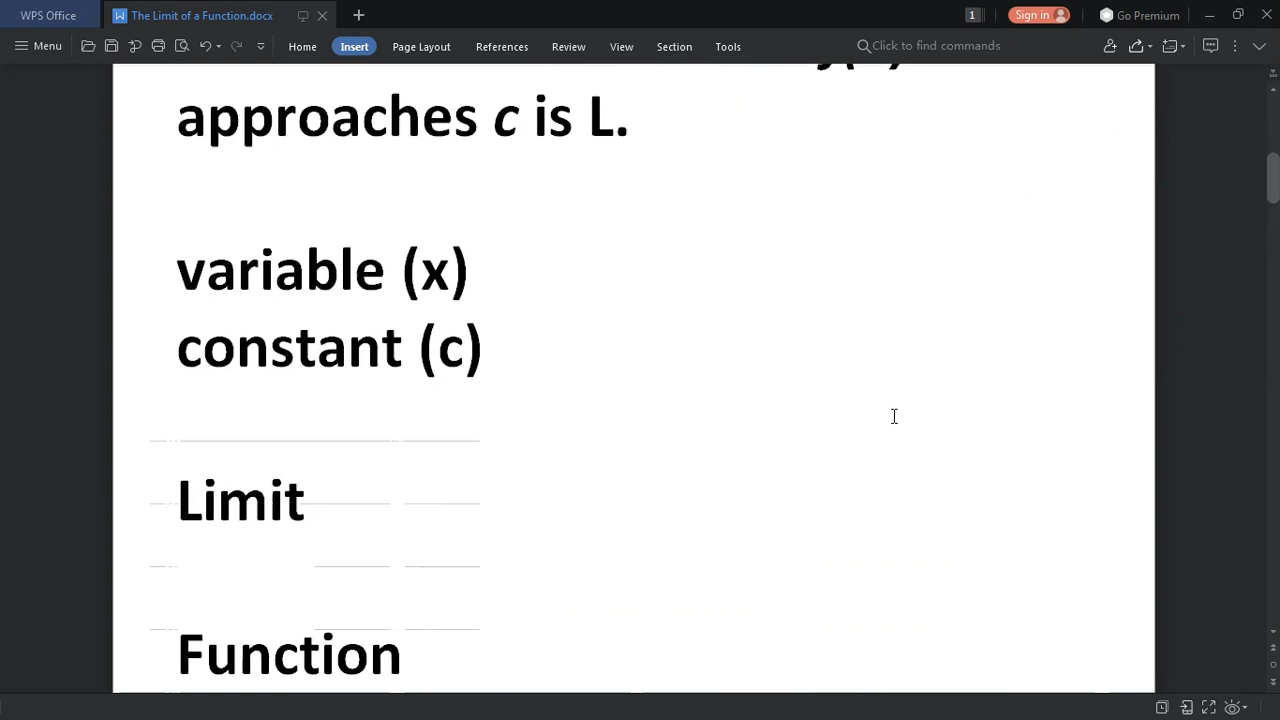 WPS Office
The Limit of a Function.docx
1
Sign in
Go Premium
Menu
Home
Insert
Page Layout
References
Review
View
Section
Tools
Click to find commands
approaches c is L.
variable (x)
constant (c)
Limit
Function